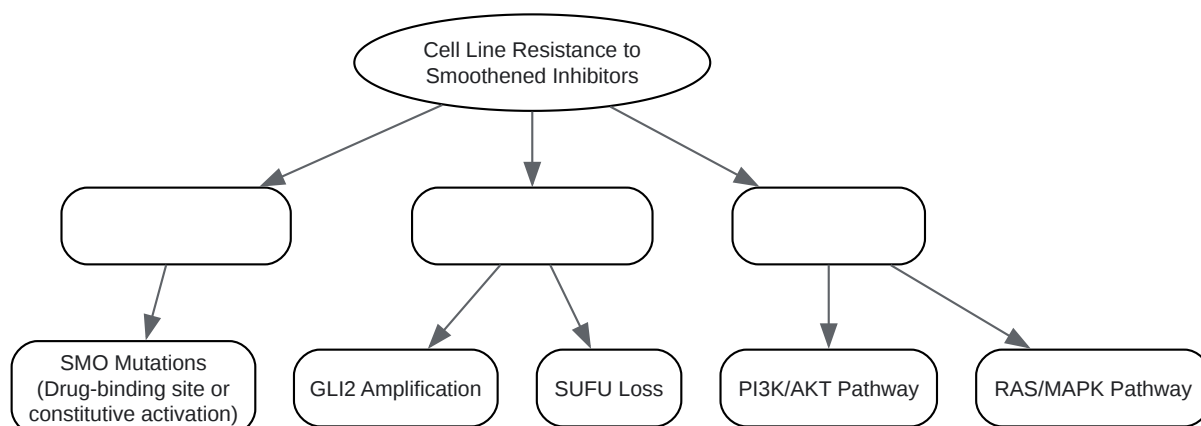 Cell Line Resistance to
Smoothened Inhibitors
SMO Mutations
(Drug-binding site or
constitutive activation)
GLI2 Amplification
SUFU Loss
PI3K/AKT Pathway
RAS/MAPK Pathway